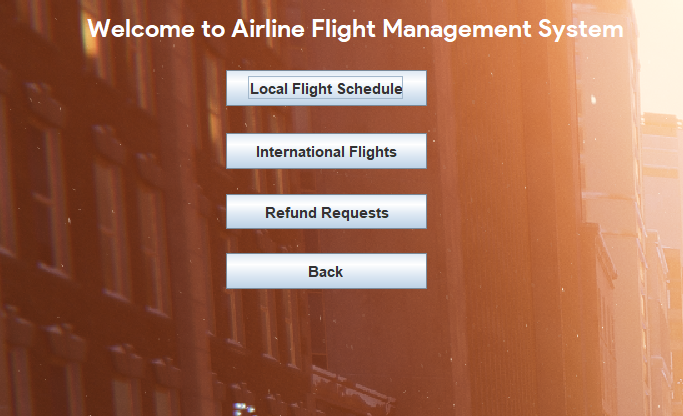 Welcome to Airline Flight Management System
Local Flight Schedule
International Flights
Refund Requests
Back